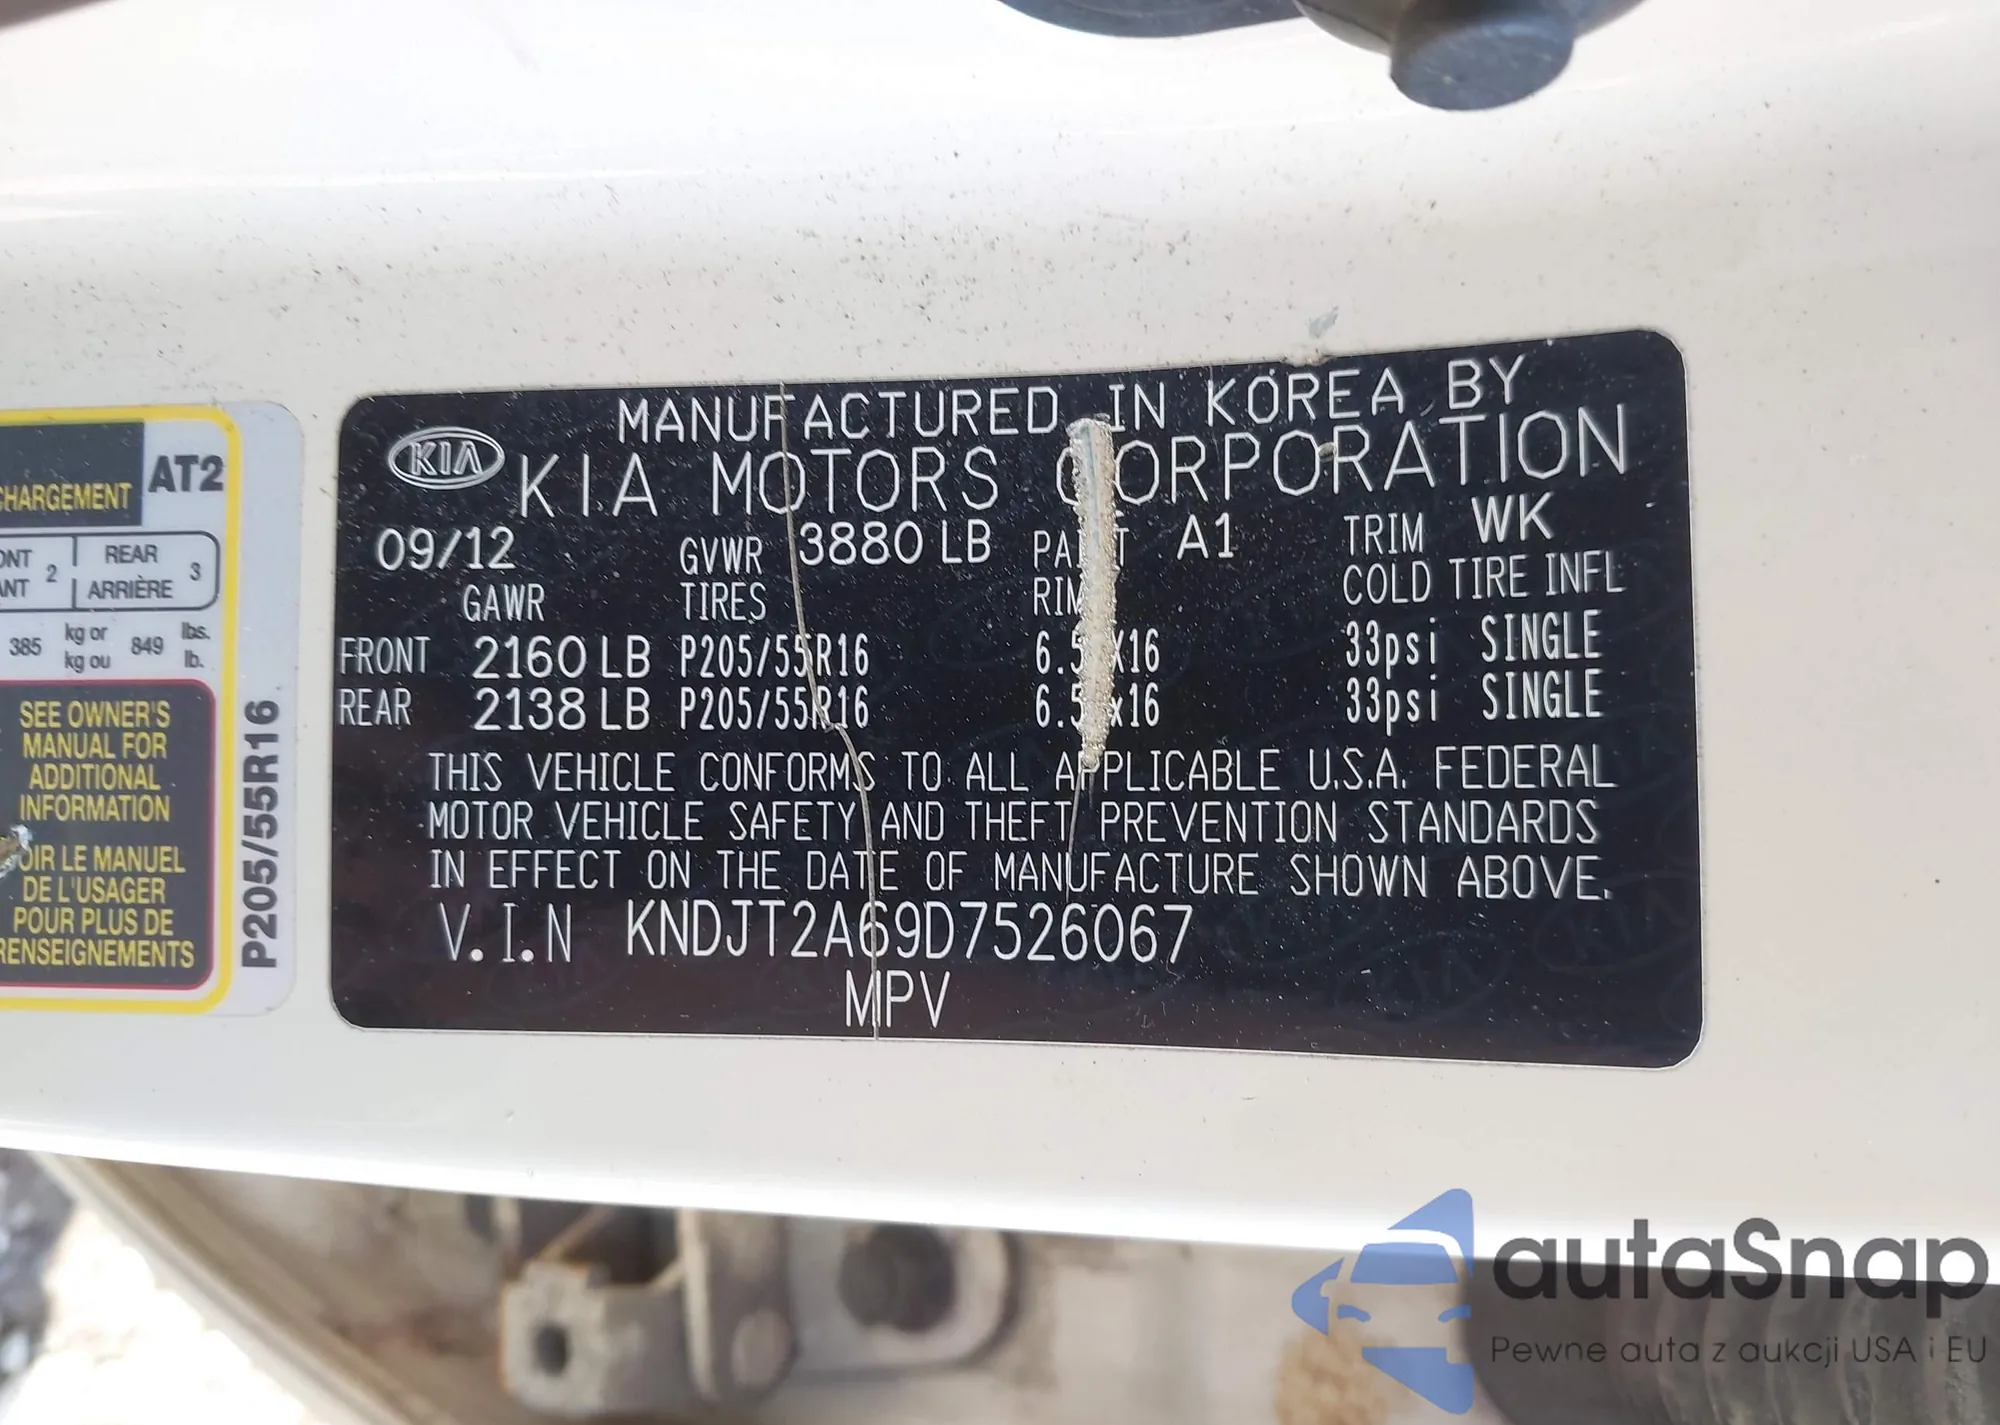 CHARGEMENT AT2
REAR
2 ARRIÈRE 3
385 kg or 849 lbs.
kg ou lb.
SEE OWNER'S
MANUAL FOR
ADDITIONAL
INFORMATION
LE MANUEL
DE L'USAGER
POUR PLUS DE
RENSEIGNEMENTS
P205/55R16
MANUFACTURED IN KOREA BY
KIA KIA MOTORS CORPORATION
09/12 GVWR 3880 LB PAINT A1 TRIM WK
GAWR TIRES COLD TIRE INFL
FRONT 2160 LB P205/55R16 33psi SINGLE
REAR 2138 LB P205/55R16 33psi SINGLE
THIS VEHICLE CONFORMS TO ALL APPLICABLE U.S.A. FEDERAL
MOTOR VEHICLE SAFETY AND THEFT PREVENTION STANDARDS
IN EFFECT ON THE DATE OF MANUFACTURE SHOWN ABOVE.
V.I.N KNDJT2A69D7526067
MPV
autaSnap
Pewne auta z aukcji USA i EU